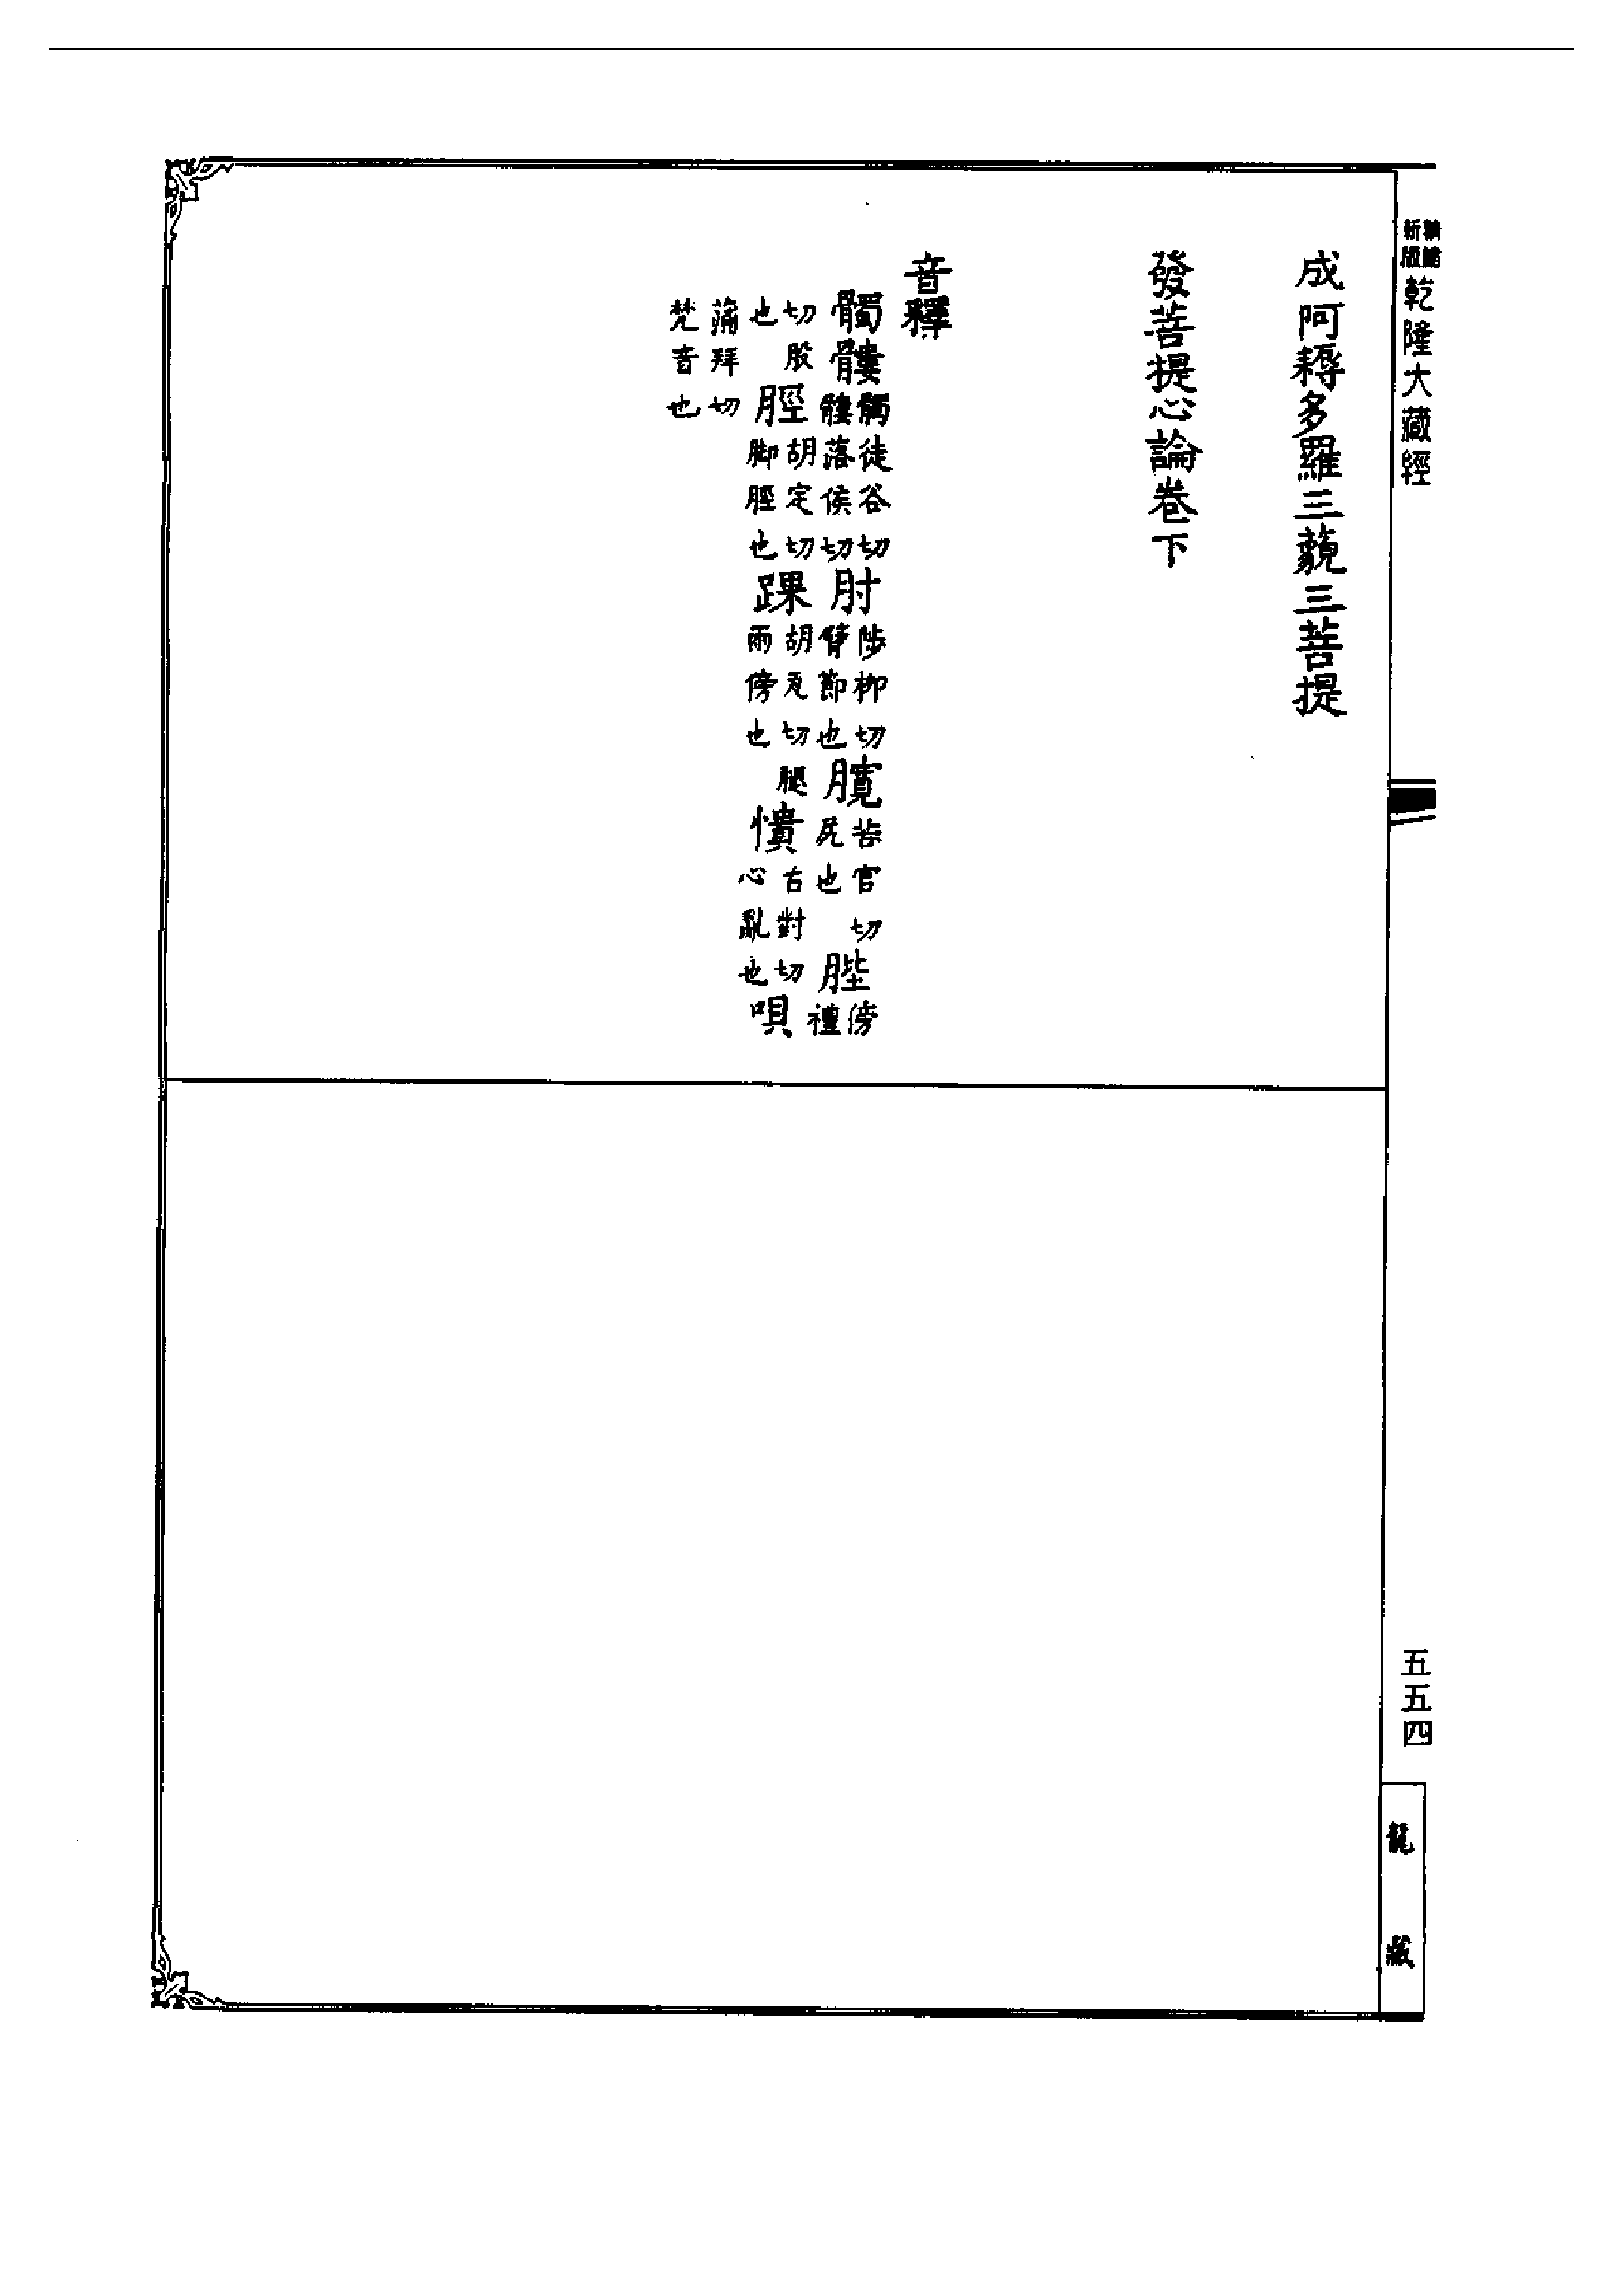 精縮新版乾隆大藏經
成阿耨多羅三藐三菩提
發菩提心論卷下
音釋
髑髏髑徒谷切髏落侯切肘陟柳切臂節也臗苦官切尻也䏶傍禮
切股也脛胡定切脚脛也踝胡瓦切腿兩傍也憒古對切心亂也唄
蒲拜切梵音也
五五四
龍藏